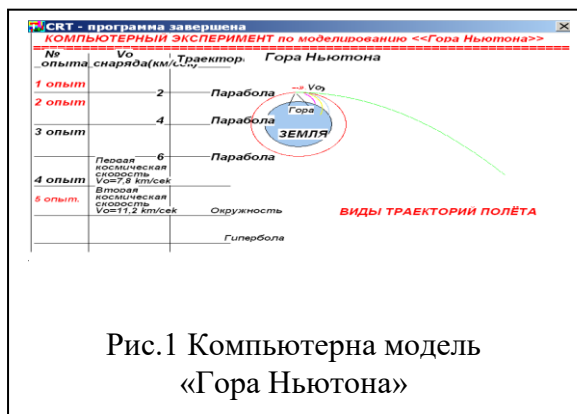 CRT - программа завершена
КОМПЬЮТЕРНЫЙ ЭКСПЕРИМЕНТ по моделированию <<Гора Ньютона>>
№ опыта Vo снаряда(км/сек) Траектор. Гора Ньютона
1 опыт 2 Парабола
2 опыт 4 Парабола
3 опыт 6 Парабола
4 опыт Первая космическая скорость Vo=7,8 km/cek Окружность
5 опыт. Вторая космическая скорость Vo=11,2 km/cek Гипербола
Vo
Гора
ЗЕМЛЯ
ВИДЫ ТРАЕКТОРИЙ ПОЛЁТА
Рис.1 Компьютерна модель
«Гора Ньютона»